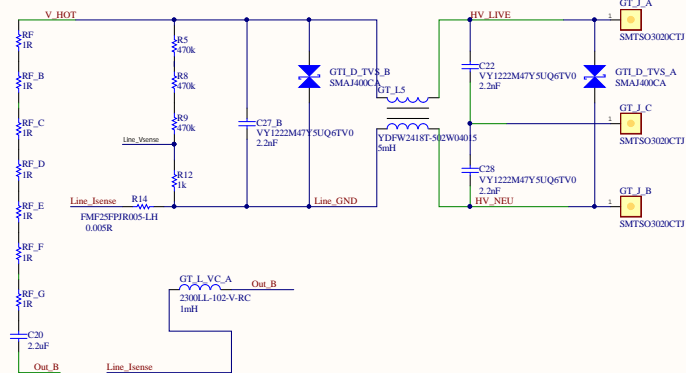 GT_J_A
V_HOT
HV_LIVE
1
SMTSO3020CTJ
RF
1R
R5
470k
RF_B
1R
R8
470k
GTI_D_TVS_B
SMAJ400CA
GT_L5
C22
VY1222M47Y5UQ6TV0
2.2nF
GTI_D_TVS_A
SMAJ400CA
RF_C
1R
R9
470k
C27_B
VY1222M47Y5UQ6TV0
2.2nF
GT_J_C
1
SMTSO3020CTJ
Line_Vsense
YDFW2418T-502W04015
5mH
RF_D
1R
R12
1k
C28
VY1222M47Y5UQ6TV0
2.2nF
GT_J_B
RF_E
1R
Line_Isense
R14
Line_GND
HV_NEU
1
SMTSO3020CTJ
FMF25FPJR005-LH
0.005R
RF_F
1R
GT_L_VC_A
Out_B
2300LL-102-V-RC
1mH
RF_G
1R
C20
2.2uF
Out_B
Line_Isense